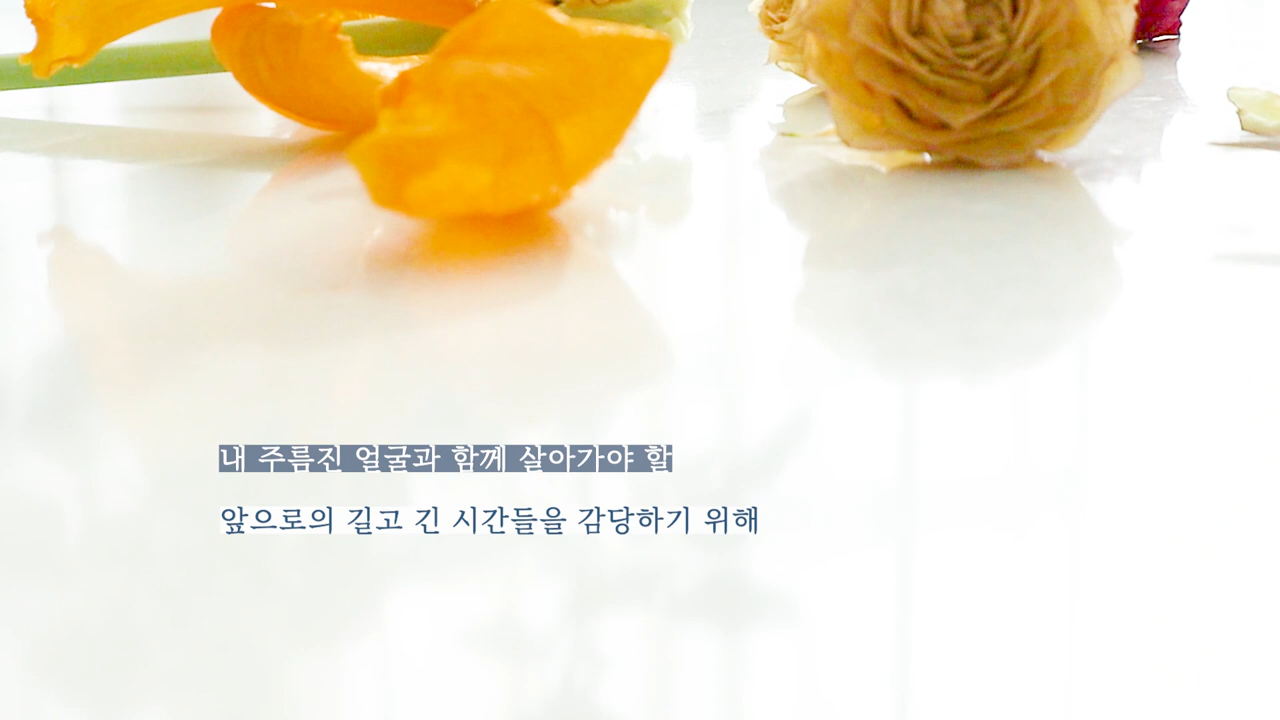 내 주름진 얼굴과 함께 살아가야 할
앞으로의 길고 긴 시간들을 감당하기 위해